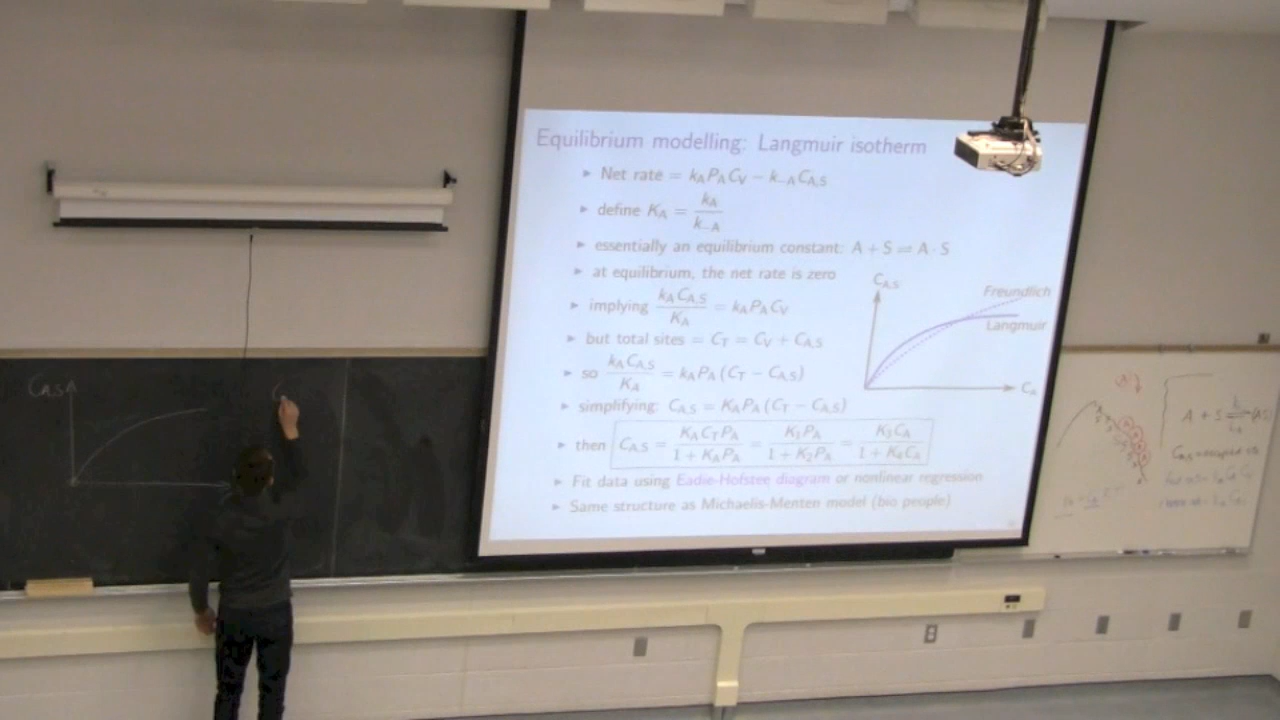 Equilibrium modelling: Langmuir isotherm
▸ Net rate = k_A P_A C_V − k_−A C_A,S
▸ define K_A = k_A / k_−A
▸ essentially an equilibrium constant: A + S ⇌ A · S
▸ at equilibrium, the net rate is zero
▸ implying k_A C_A,S / K_A = k_A P_A C_V
▸ but total sites = C_T = C_V + C_A,S
▸ so k_A C_A,S / K_A = k_A P_A (C_T − C_A,S)
▸ simplifying: C_A,S = K_A P_A (C_T − C_A,S)
▸ then C_A,S = K_A C_T P_A / 1 + K_A P_A = K_1 P_A / 1 + K_2 P_A = K_3 C_A / 1 + K_4 C_A
▸ Fit data using Eadie-Hofstee diagram or nonlinear regression
▸ Same structure as Michaelis-Menten model (bio people)
C_A,S
Freundlich
Langmuir
C_A
C_A,S
A + S